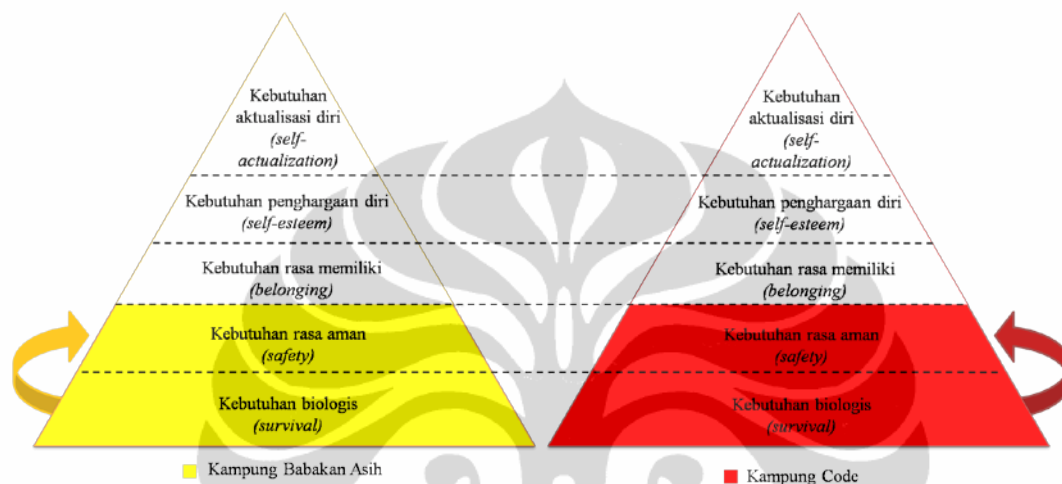 Kebutuhan
aktualisasi diri
(self-
actualization)
Kebutuhan penghargaan diri
(self-esteem)
Kebutuhan rasa memiliki
(belonging)
Kebutuhan rasa aman
(safety)
Kebutuhan biologis
(survival)
Kampung Babakan Asih
Kebutuhan
aktualisasi diri
(self-
actualization)
Kebutuhan penghargaan diri
(self-esteem)
Kebutuhan rasa memiliki
(belonging)
Kebutuhan rasa aman
(safety)
Kebutuhan biologis
(survival)
Kampung Code